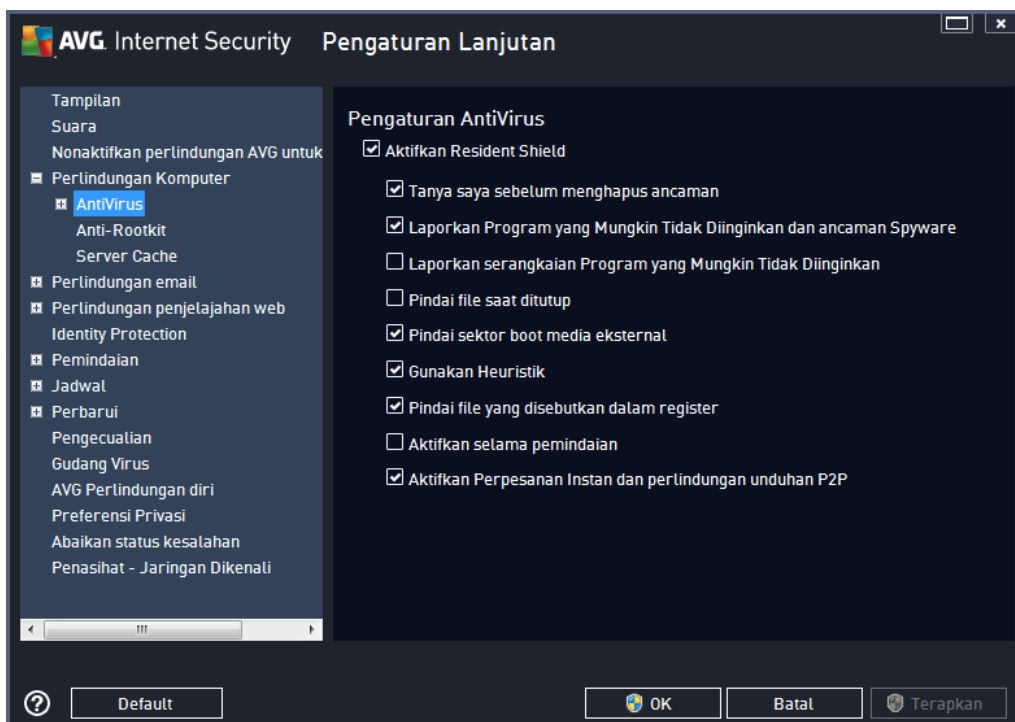 AVG. Internet Security Pengaturan Lanjutan
Tampilan
Suara
Nonaktifkan perlindungan AVG untuk
Perlindungan Komputer
AntiVirus
Anti-Rootkit
Server Cache
Perlindungan email
Perlindungan penjelajahan web
Identity Protection
Pemindaian
Jadwal
Perbarui
Pengecualian
Gudang Virus
AVG Perlindungan diri
Preferensi Privasi
Abaikan status kesalahan
Penasihat - Jaringan Dikenali
Pengaturan AntiVirus
Aktifkan Resident Shield
Tanya saya sebelum menghapus ancaman
Laporkan Program yang Mungkin Tidak Diinginkan dan ancaman Spyware
Laporkan serangkaian Program yang Mungkin Tidak Diinginkan
Pindai file saat ditutup
Pindai sektor boot media eksternal
Gunakan Heuristik
Pindai file yang disebutkan dalam register
Aktifkan selama pemindaian
Aktifkan Perpesanan Instan dan perlindungan unduhan P2P
Default
OK
Batal
Terapkan